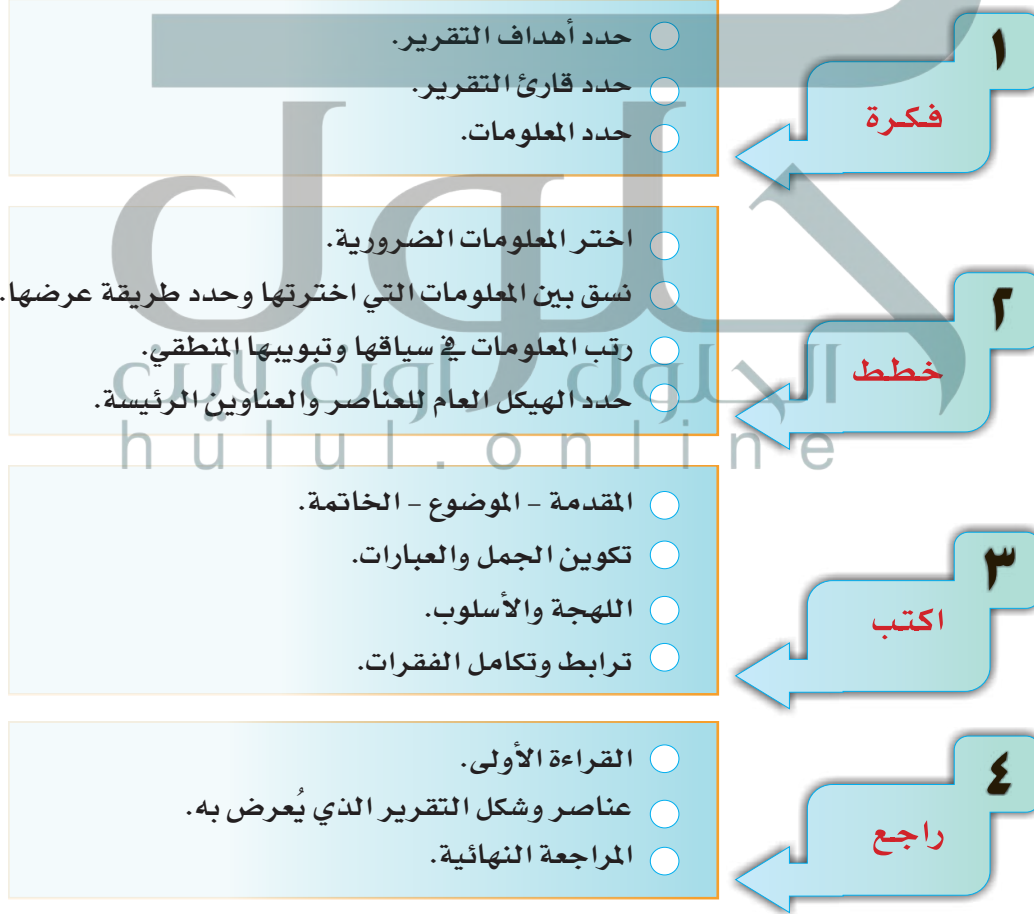 ١
فكرة
حدد أهداف التقرير.
حدد قارئ التقرير.
حدد المعلومات.
٢
خطط
اختر المعلومات الضرورية.
نسق بين المعلومات التي اخترتها وحدد طريقة عرضها.
رتب المعلومات في سياقها وتبويبها المنطقي.
حدد الهيكل العام للعناصر والعناوين الرئيسة.
٣
اكتب
المقدمة - الموضوع - الخاتمة.
تكوين الجمل والعبارات.
اللهجة والأسلوب.
ترابط وتكامل الفقرات.
٤
راجع
القراءة الأولى.
عناصر وشكل التقرير الذي يُعرض به.
المراجعة النهائية.
حلول
الحلول اون لاين
hulul.online